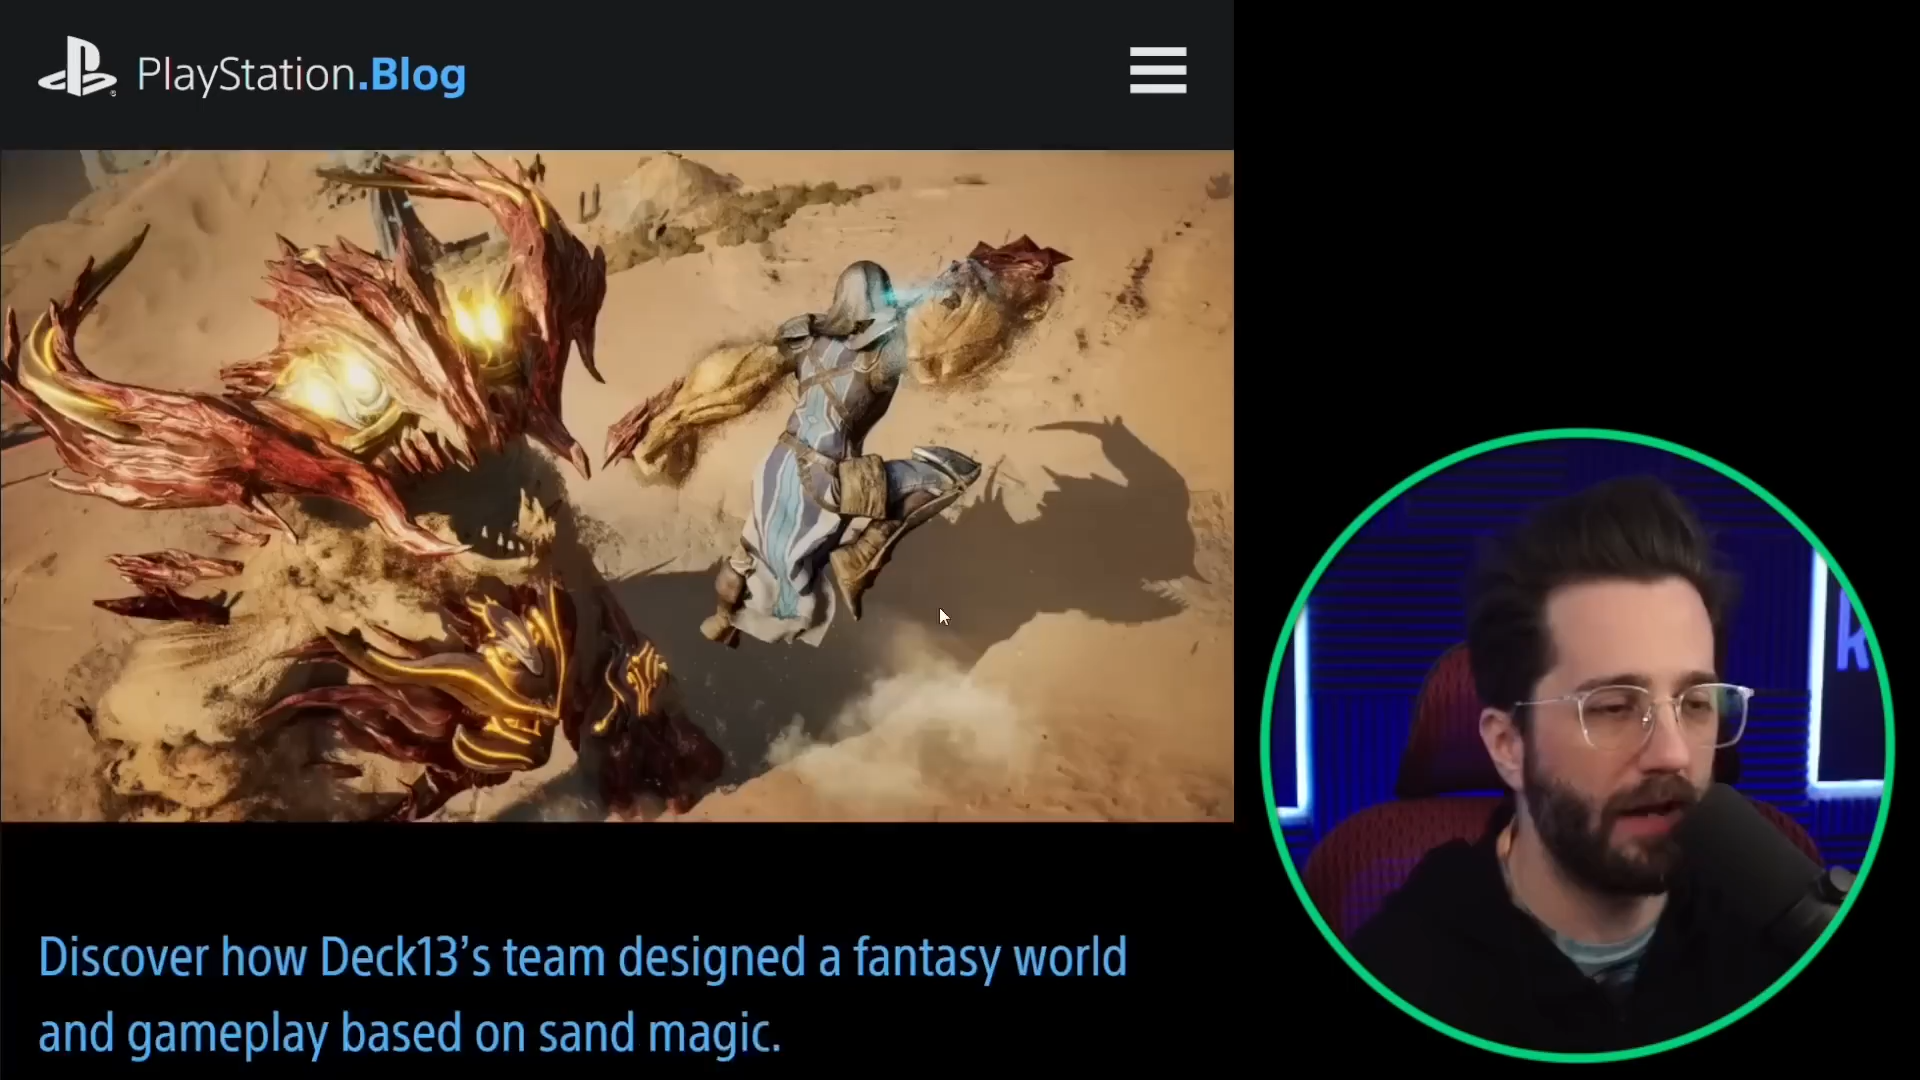 PlayStation.Blog
Discover how Deck13’s team designed a fantasy world
and gameplay based on sand magic.